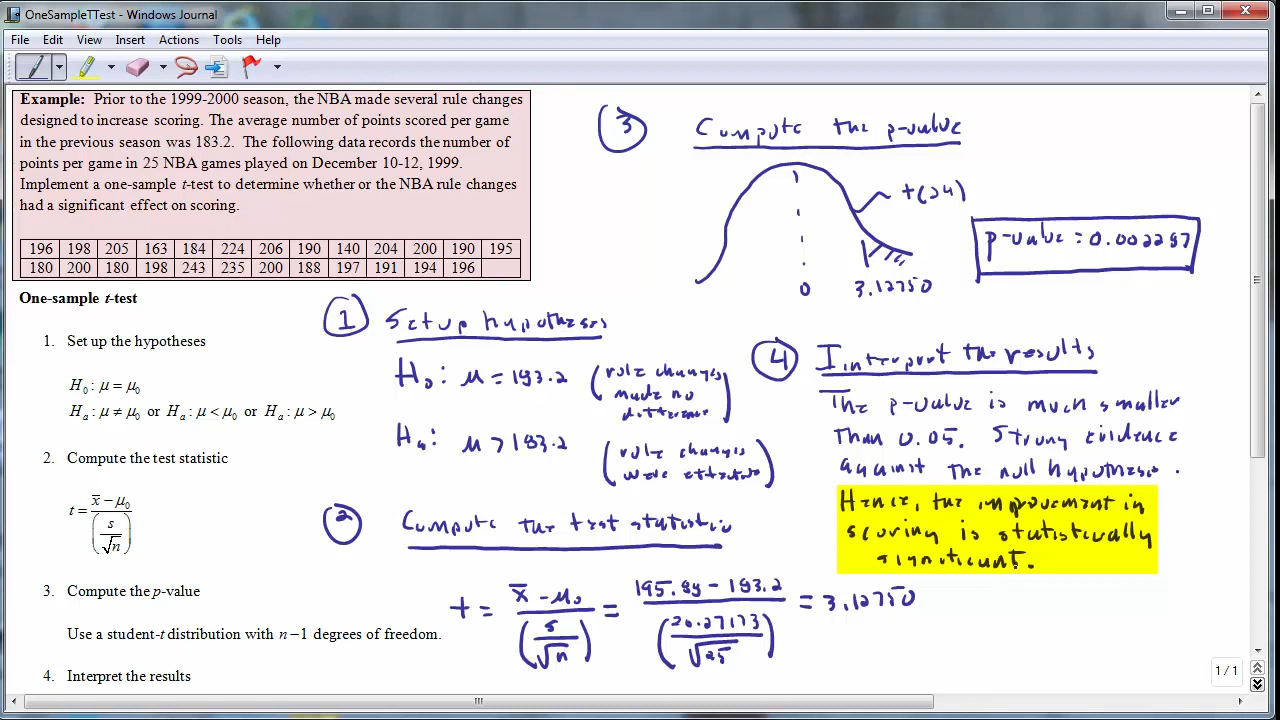 OneSampleTTest - Windows Journal
File Edit View Insert Actions Tools Help
Example: Prior to the 1999-2000 season, the NBA made several rule changes
designed to increase scoring. The average number of points scored per game
in the previous season was 183.2. The following data records the number of
points per game in 25 NBA games played on December 10-12, 1999.
Implement a one-sample t-test to determine whether or the NBA rule changes
had a significant effect on scoring.
196 198 205 163 184 224 206 190 140 204 200 190 195
180 200 180 198 243 235 200 188 197 191 194 196
One-sample t-test
1. Set up the hypotheses
H₀ : μ = μ₀
Hₐ : μ ≠ μ₀ or Hₐ : μ < μ₀ or Hₐ : μ > μ₀
2. Compute the test statistic
t = (x̄ − μ₀) / (s/√n)
3. Compute the p-value
Use a student-t distribution with n−1 degrees of freedom.
4. Interpret the results
① Set up hypotheses
H₀: μ = 183.2 (rule changes
made no
difference)
Hₐ: μ > 183.2 (rule changes
were effective)
② Compute the test statistic
t = (x̄ − μ₀) / (s/√n) = (195.88 − 183.2) / (20.27173/√25) = 3.12750
③ Compute the p-value
t(24)
0 3.12750
p-value = 0.002287
④ Interpret the results
The p-value is much smaller
than 0.05. Strong evidence
against the null hypothesis.
Hence, the improvement in
scoring is statistically
significant.
1 / 1